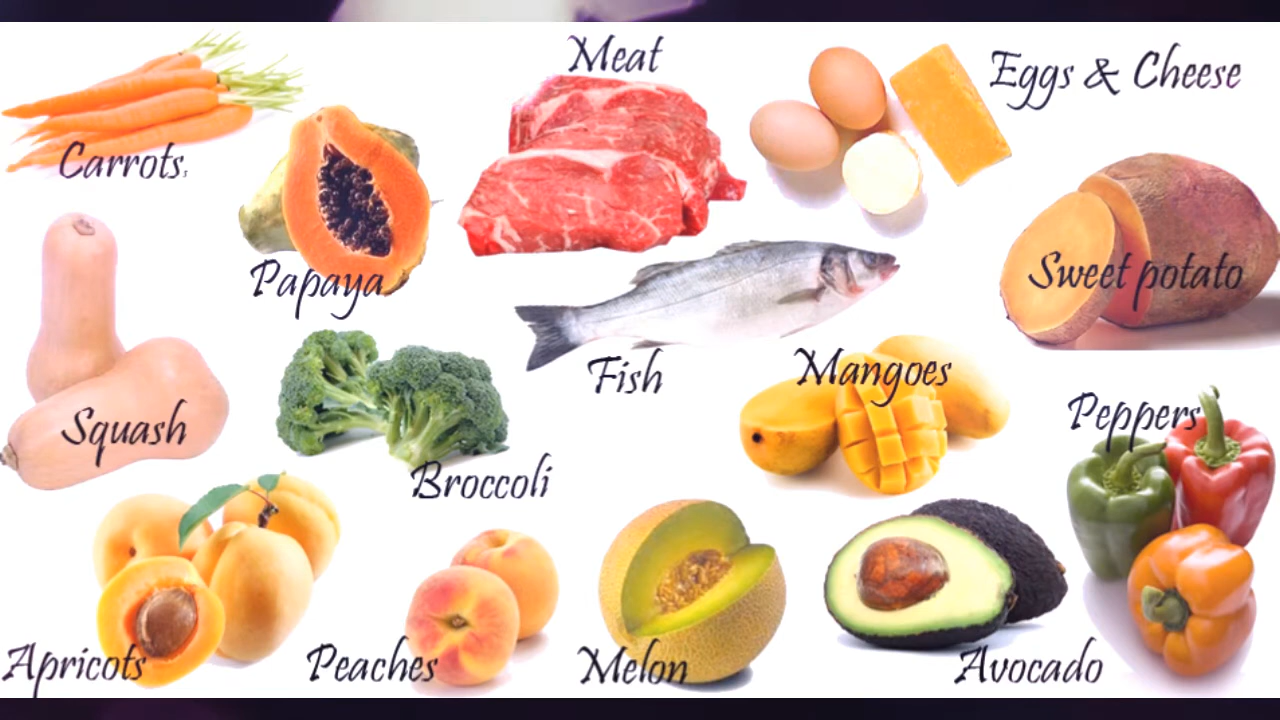 Meat
Eggs & Cheese
Carrots,
Papaya
Sweet potato
Fish
Mangoes
Squash
Peppers
Broccoli
Apricots
Peaches
Melon
Avocado